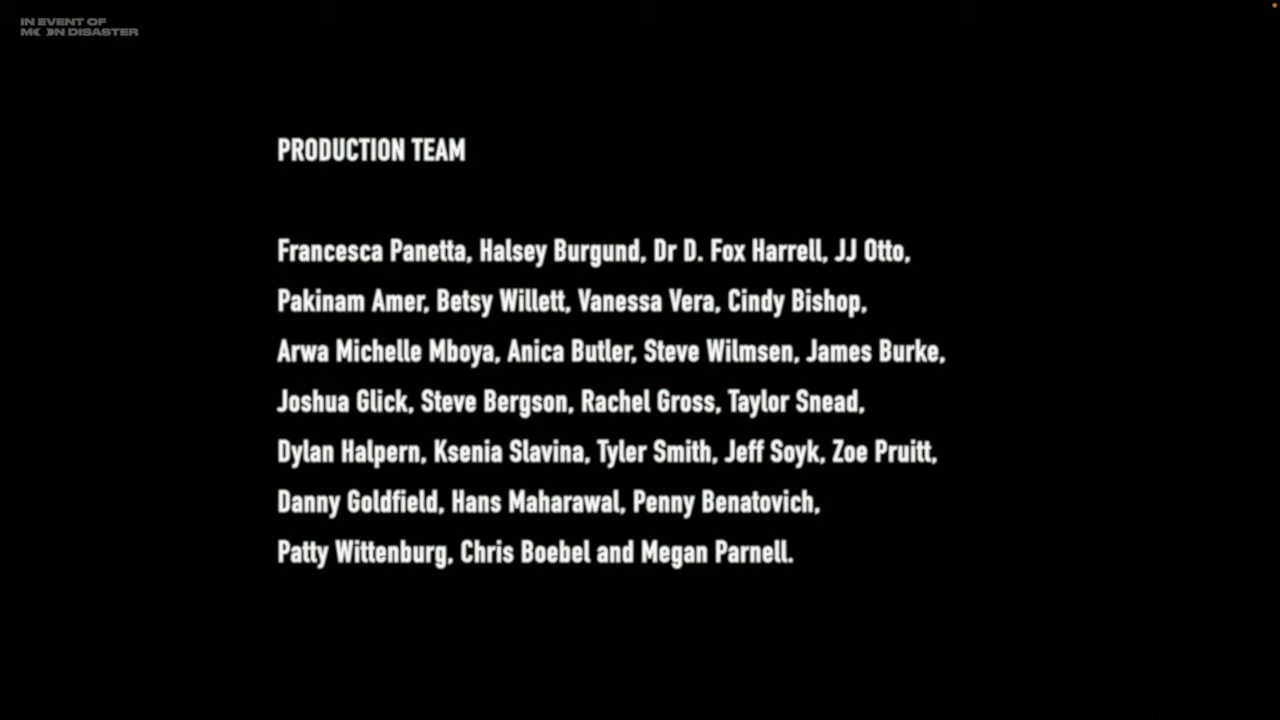 IN EVENT OF
MOON DISASTER
PRODUCTION TEAM
Francesca Panetta, Halsey Burgund, Dr D. Fox Harrell, JJ Otto,
Pakinam Amer, Betsy Willett, Vanessa Vera, Cindy Bishop,
Arwa Michelle Mboya, Anica Butler, Steve Wilmsen, James Burke,
Joshua Glick, Steve Bergson, Rachel Gross, Taylor Snead,
Dylan Halpern, Ksenia Slavina, Tyler Smith, Jeff Soyk, Zoe Pruitt,
Danny Goldfield, Hans Maharawal, Penny Benatovich,
Patty Wittenburg, Chris Boebel and Megan Parnell.